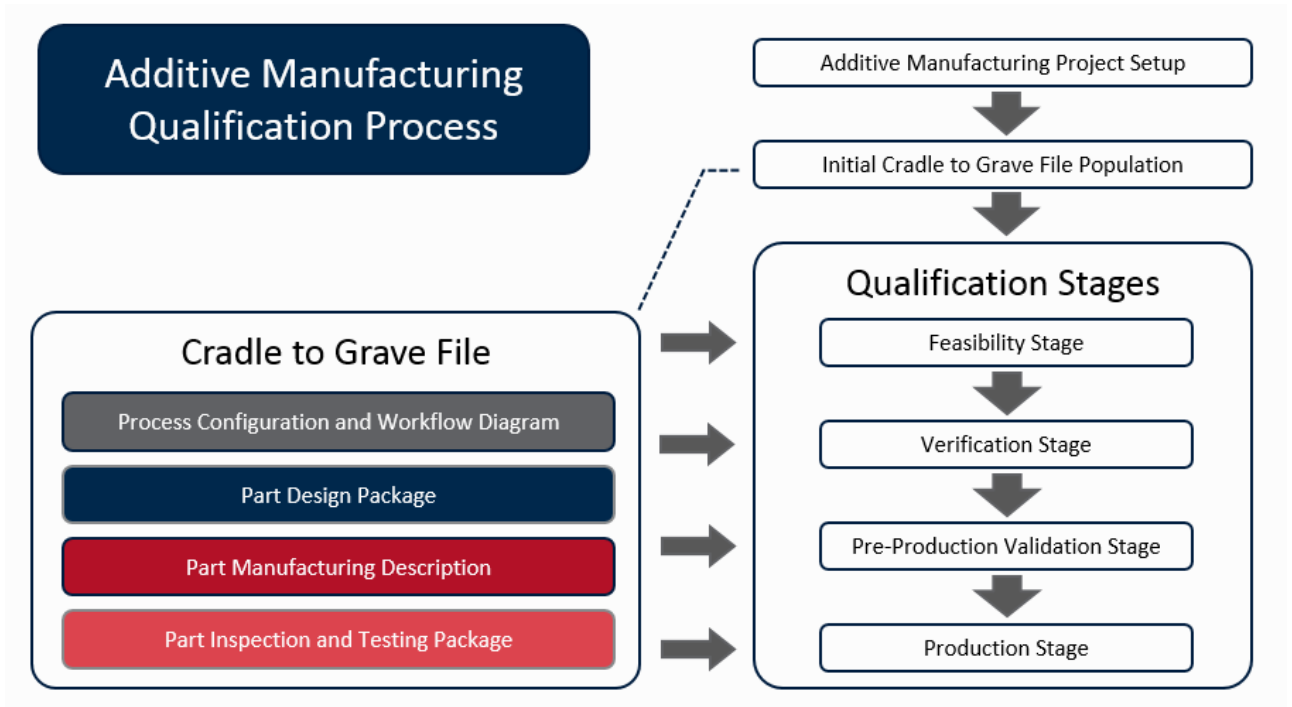 Additive Manufacturing
Qualification Process
Additive Manufacturing Project Setup
Initial Cradle to Grave File Population
Cradle to Grave File
Process Configuration and Workflow Diagram
Part Design Package
Part Manufacturing Description
Part Inspection and Testing Package
Qualification Stages
Feasibility Stage
Verification Stage
Pre-Production Validation Stage
Production Stage